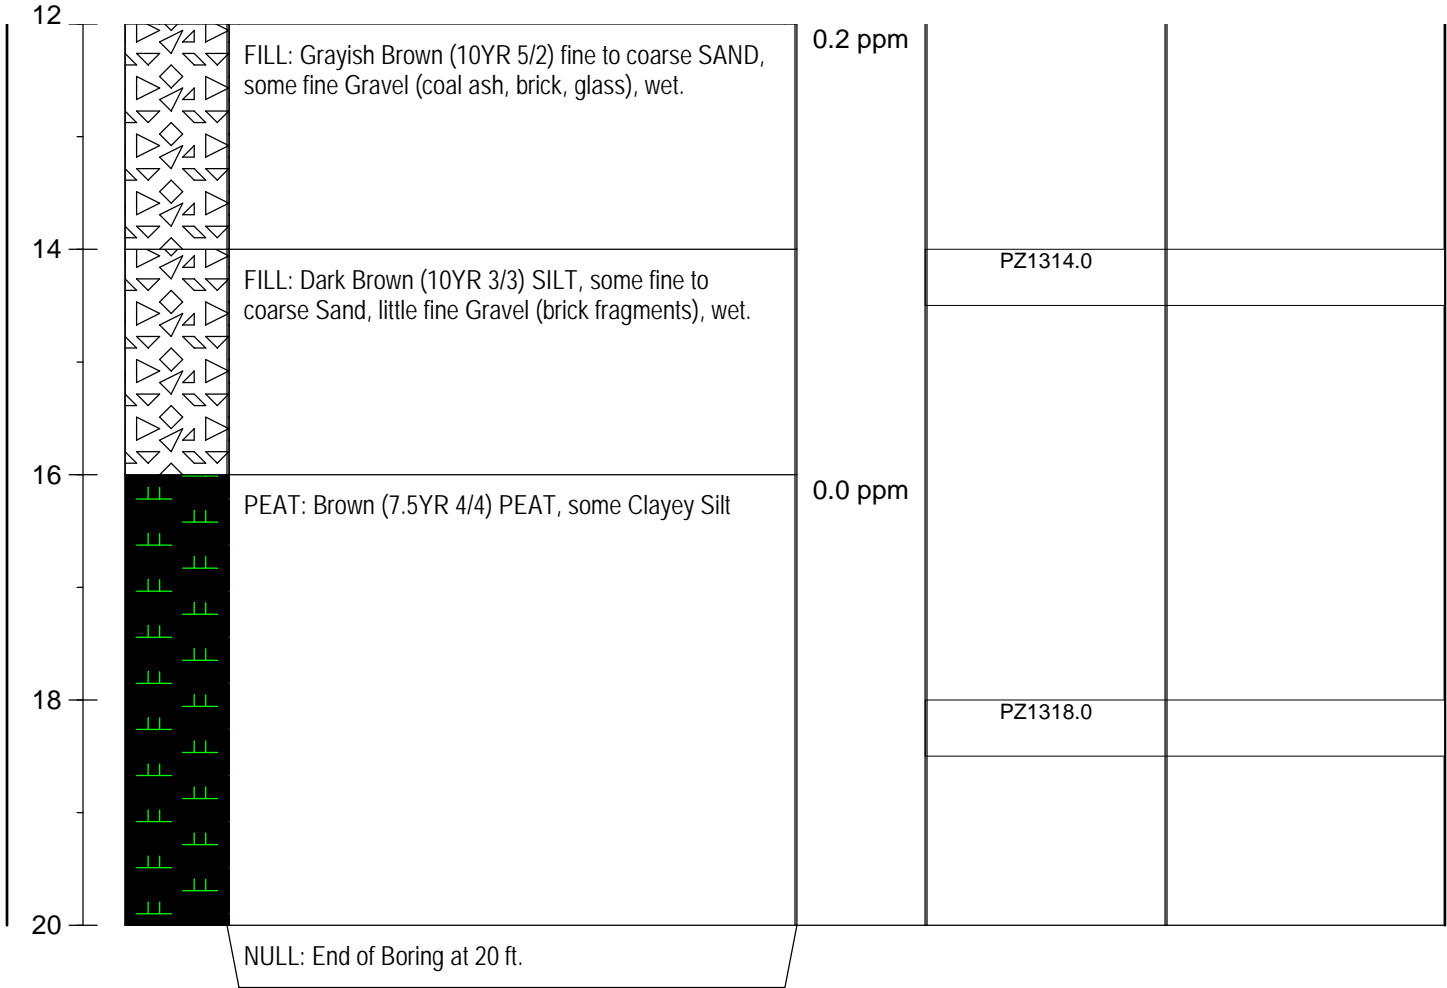 12
0.2 ppm
FILL: Grayish Brown (10YR 5/2) fine to coarse SAND,
some fine Gravel (coal ash, brick, glass), wet.
14
PZ1314.0
FILL: Dark Brown (10YR 3/3) SILT, some fine to
coarse Sand, little fine Gravel (brick fragments), wet.
16
0.0 ppm
PEAT: Brown (7.5YR 4/4) PEAT, some Clayey Silt
18
PZ1318.0
20
NULL: End of Boring at 20 ft.